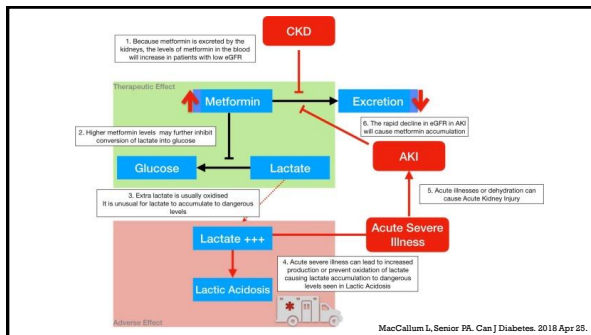 CKD
1. Because metformin is excreted by the
kidneys, the levels of metformin in the blood
will increase in patients with low eGFR
Therapeutic Effect
Metformin
Excretion
2. Higher metformin levels may further inhibit
conversion of lactate into glucose
6. The rapid decline in eGFR in AKI
will cause metformin accumulation
AKI
Glucose
Lactate
3. Extra lactate is usually oxidised
It is unusual for lactate to accumulate to dangerous
levels
5. Acute illnesses or dehydration can
cause Acute Kidney Injury
Acute Severe
Illness
Lactate +++
4. Acute severe illness can lead to increased
production or prevent oxidation of lactate
causing lactate accumulation to dangerous
levels seen in Lactic Acidosis
Lactic Acidosis
Adverse Effect
MacCallum L, Senior PA. Can J Diabetes. 2018 Apr 25.